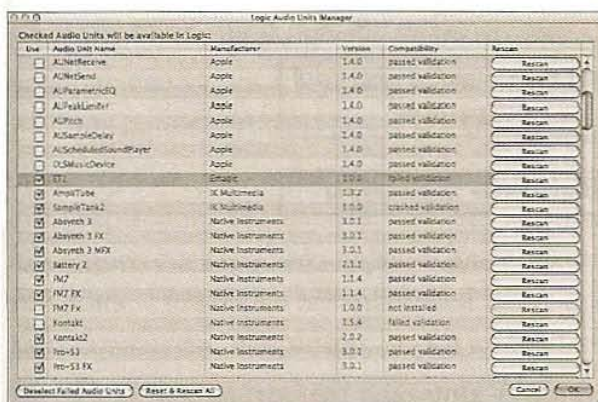 Logic Audio Units Manager
Checked Audio Units will be available in Logic:
Use Audio Unit Name Manufacturer Version Compatibility Rescan
AUNetReceive Apple 1.4.0 passed validation Rescan
AUNetSend Apple 1.4.0 passed validation Rescan
AUParametricEQ Apple 1.4.0 passed validation Rescan
AUPeakLimiter Apple 1.4.0 passed validation Rescan
AUPitch Apple 1.4.0 passed validation Rescan
AUSampleDelay Apple 1.4.0 passed validation Rescan
AUScheduledSoundPlayer Apple 1.4.0 passed validation Rescan
DLSMusicDevice Apple 1.4.0 passed validation Rescan
Emagic 1.0.0 failed validation Rescan
AmpliTube IK Multimedia 1.3.2 passed validation Rescan
SampleTank2 IK Multimedia crashed validation Rescan
Absynth 3 Native Instruments 3.0.1 passed validation Rescan
Absynth 3 FX Native Instruments 3.0.1 passed validation Rescan
Absynth 3 MFX Native Instruments 3.0.1 passed validation Rescan
Battery 2 Native Instruments 2.1.1 passed validation Rescan
FM7 Native Instruments 1.1.4 passed validation Rescan
FM7 FX Native Instruments 1.1.4 passed validation Rescan
FM7 Fx Native Instruments 1.0.0 not installed Rescan
Kontakt Native Instruments 1.5.4 failed validation Rescan
Kontakt2 Native Instruments 2.0.2 passed validation Rescan
Pro-53 Native Instruments 3.0.1 passed validation Rescan
Pro-53 FX Native Instruments 3.0.1 passed validation Rescan
Deselect Failed Audio Units Reset & Rescan All Cancel OK